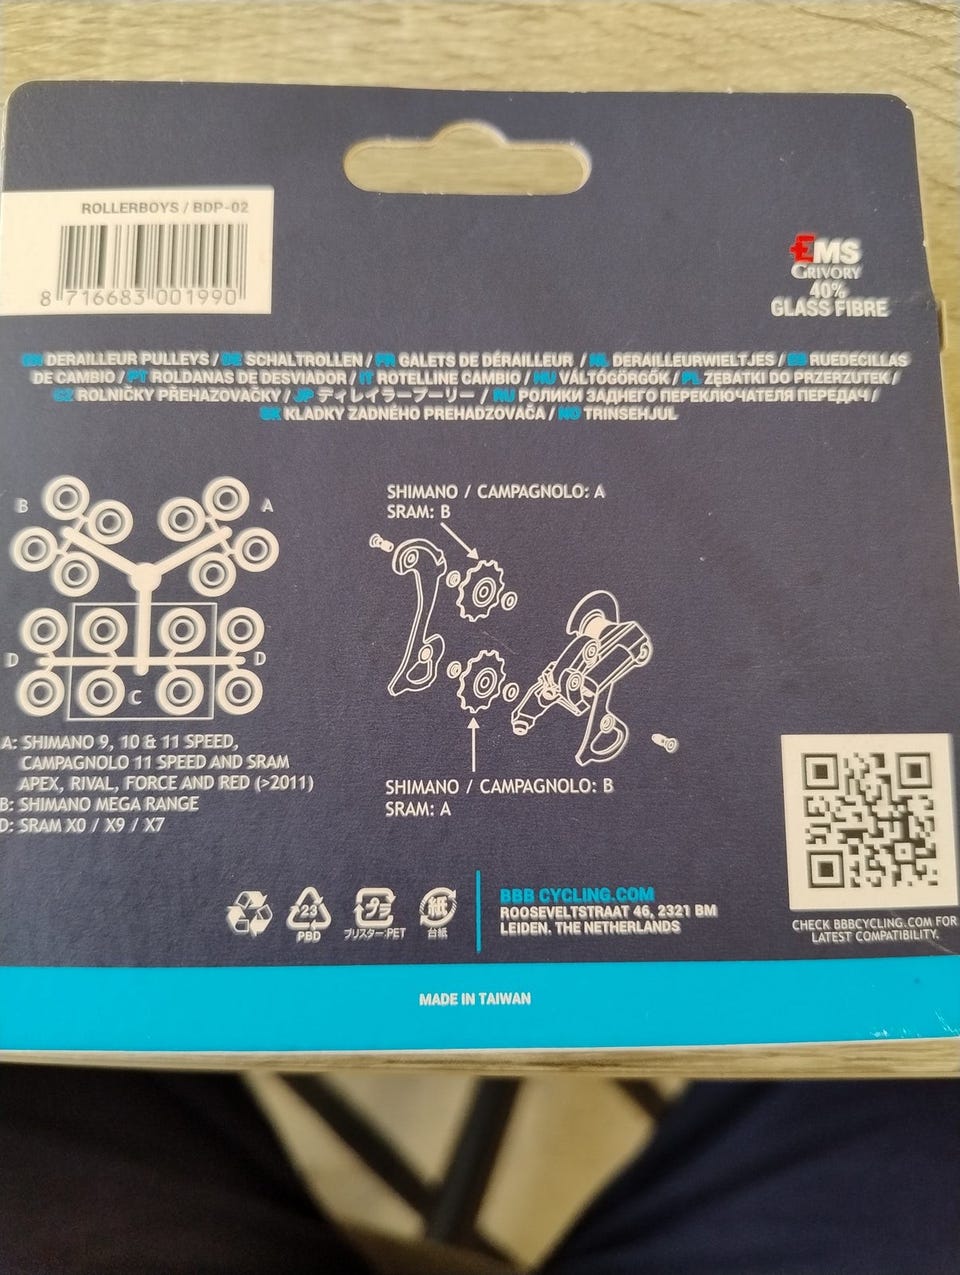 ROLLERBOYS / BDP-02
8 716683 001990
EMS
GRIVORY
40%
GLASS FIBRE
EN DERAILLEUR PULLEYS / DE SCHALTROLLEN / FR GALETS DE DÉRAILLEUR / NL DERAILLEURWIELTJES / ES RUEDECILLAS
DE CAMBIO / PT ROLDANAS DE DESVIADOR / IT ROTELLINE CAMBIO / HU VÁLTÓGÖRGŐK / PL ZĘBATKI DO PRZERZUTEK /
CZ ROLNIČKY PŘEHAZOVAČKY / JP ディレイラープーリー / RU РОЛИКИ ЗАДНЕГО ПЕРЕКЛЮЧАТЕЛЯ ПЕРЕДАЧ /
SK KLADKY ZADNÉHO PREHADZOVAČA / NO TRINSEHJUL
B
A
D
D
C
A: SHIMANO 9, 10 & 11 SPEED,
CAMPAGNOLO 11 SPEED AND SRAM
APEX, RIVAL, FORCE AND RED (>2011)
B: SHIMANO MEGA RANGE
D: SRAM X0 / X9 / X7
SHIMANO / CAMPAGNOLO: A
SRAM: B
SHIMANO / CAMPAGNOLO: B
SRAM: A
23
PBD
プラ
ブリスター:PET
紙
台紙
BBB CYCLING.COM
ROOSEVELTSTRAAT 46, 2321 BM
LEIDEN. THE NETHERLANDS
CHECK BBBCYCLING.COM FOR
LATEST COMPATIBILITY.
MADE IN TAIWAN